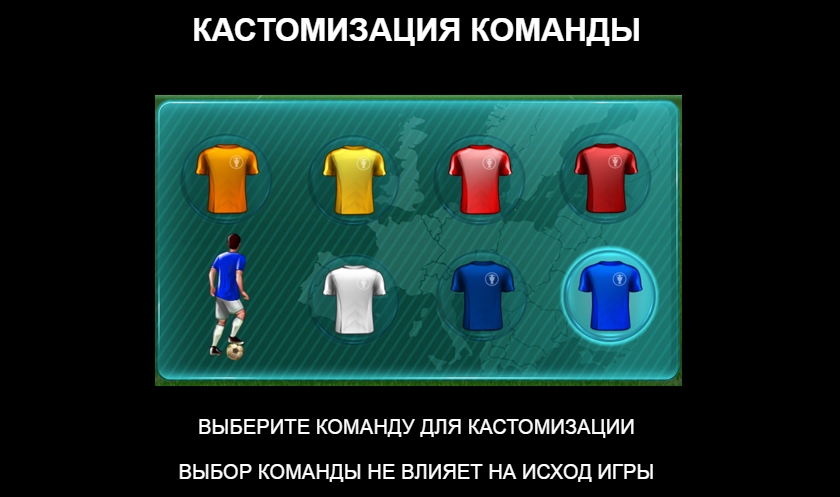 КАСТОМИЗАЦИЯ КОМАНДЫ
ВЫБЕРИТЕ КОМАНДУ ДЛЯ КАСТОМИЗАЦИИ
ВЫБОР КОМАНДЫ НЕ ВЛИЯЕТ НА ИСХОД ИГРЫ